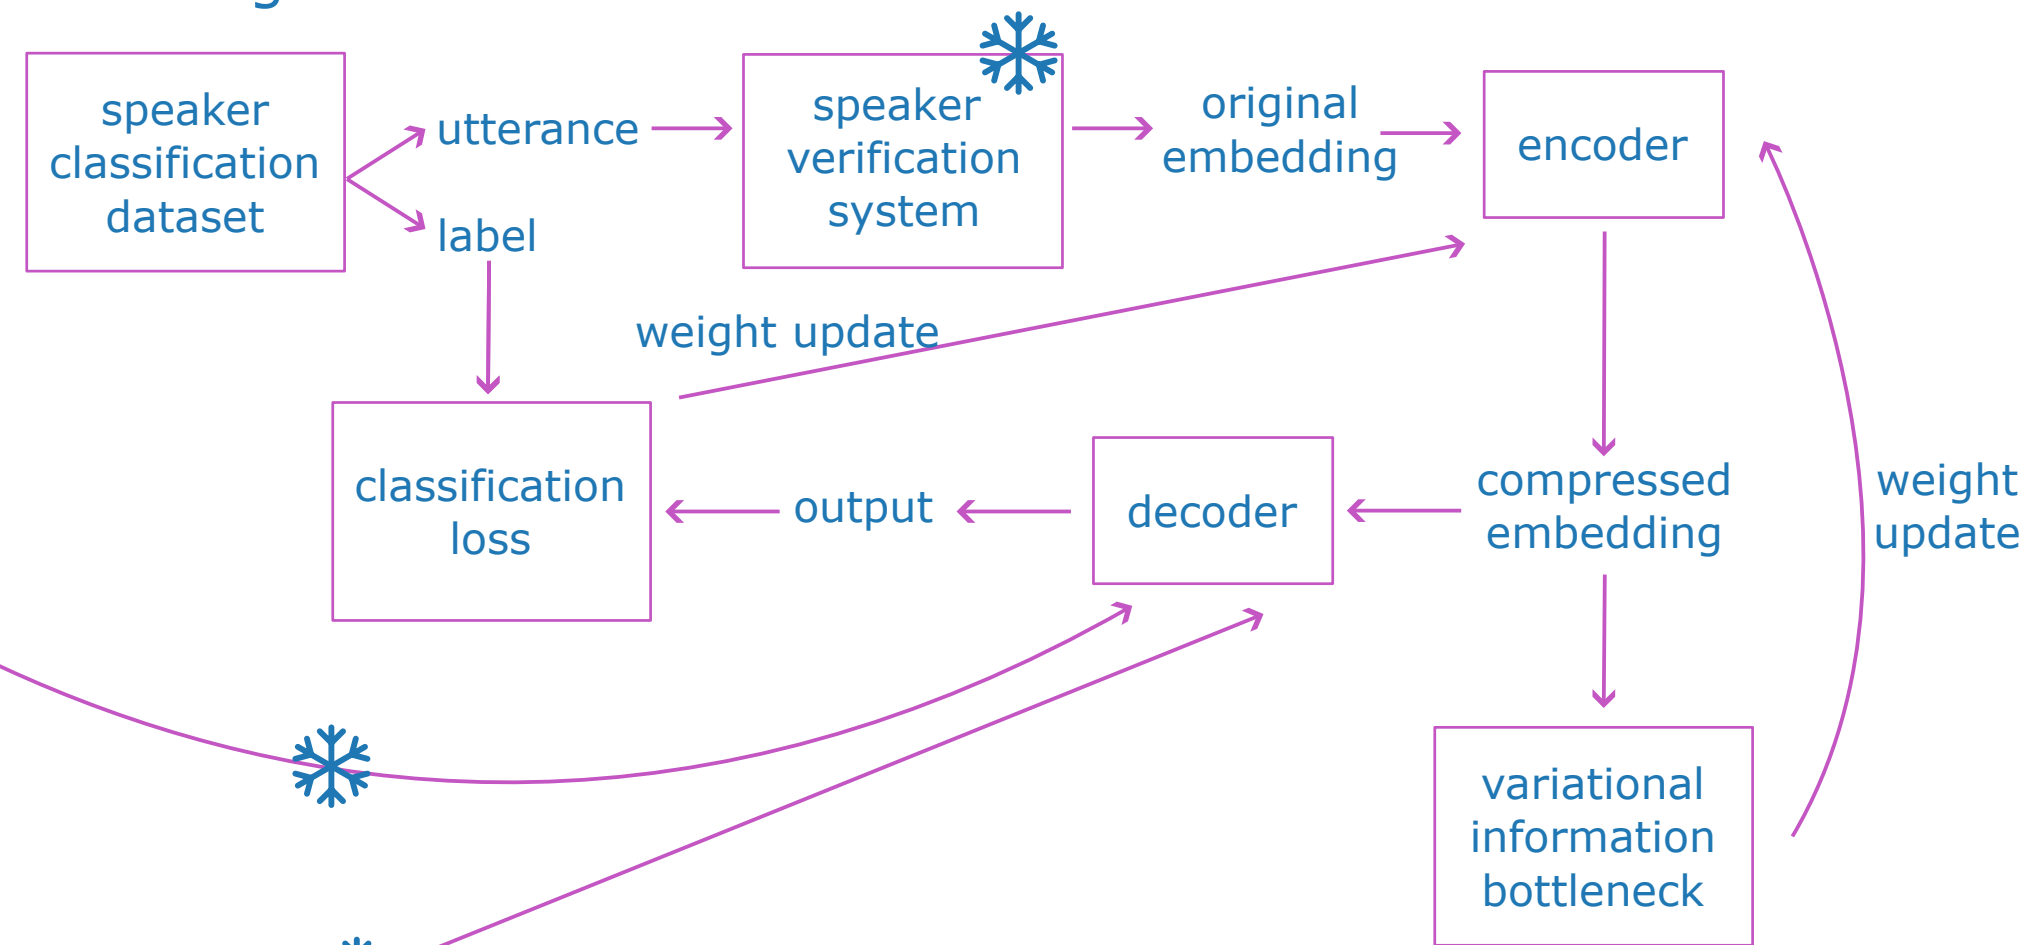 speaker
classification
dataset
utterance
label
speaker
verification
system
original
embedding
encoder
weight update
classification
loss
output
decoder
compressed
embedding
weight
update
variational
information
bottleneck